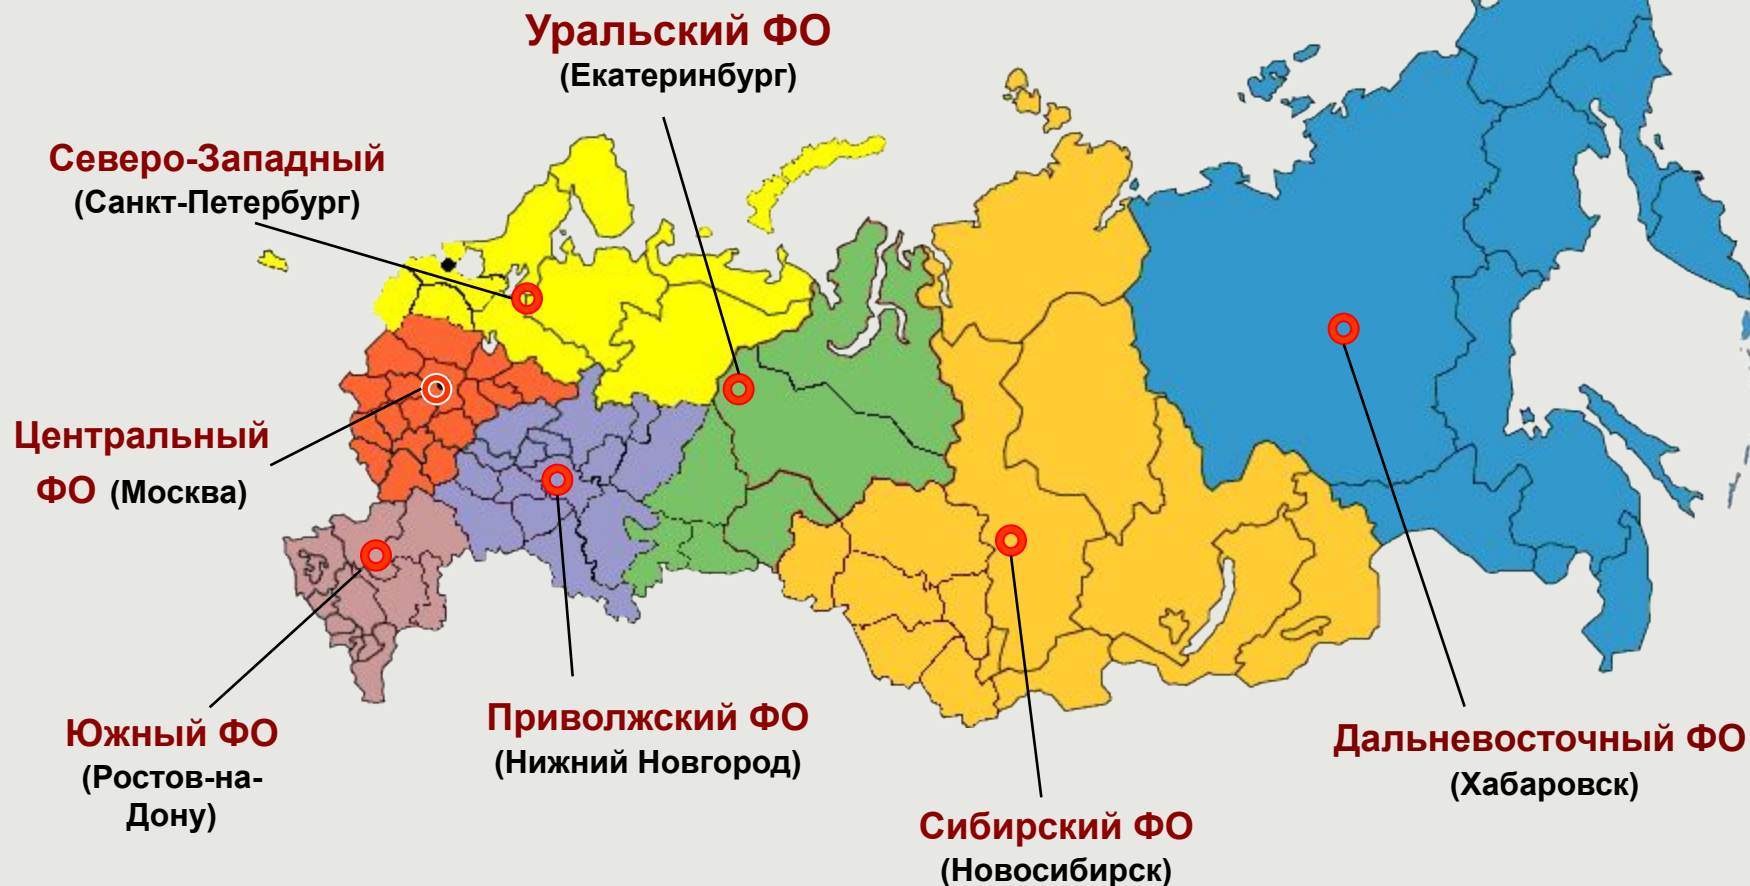 Уральский ФО
(Екатеринбург)
Северо-Западный
(Санкт-Петербург)
Центральный
ФО (Москва)
Южный ФО
(Ростов-на-
Дону)
Приволжский ФО
(Нижний Новгород)
Сибирский ФО
(Новосибирск)
Дальневосточный ФО
(Хабаровск)